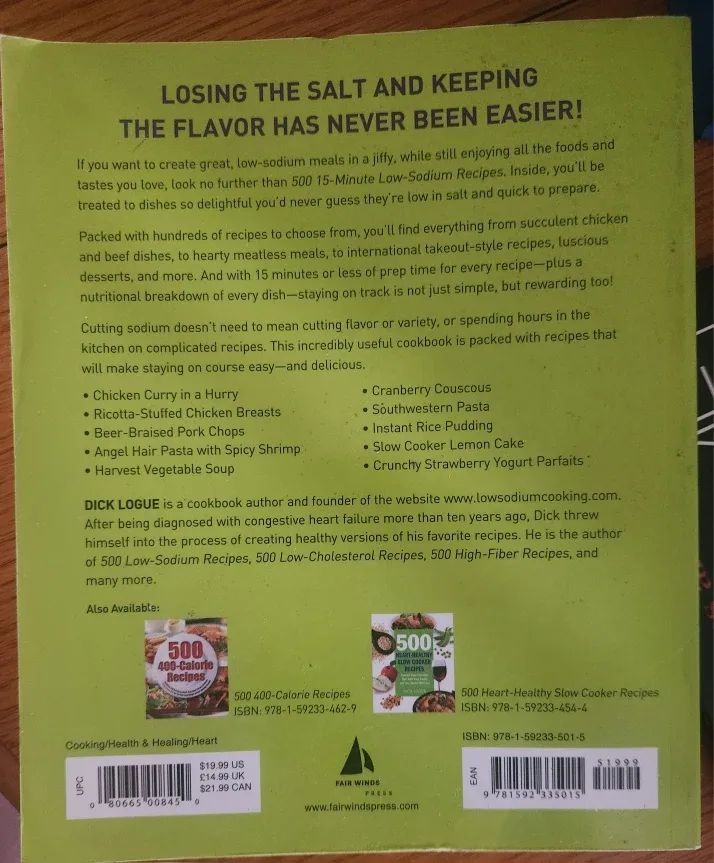 LOSING THE SALT AND KEEPING
THE FLAVOR HAS NEVER BEEN EASIER!
If you want to create great, low-sodium meals in a jiffy, while still enjoying all the foods and
tastes you love, look no further than 500 15-Minute Low-Sodium Recipes. Inside, you'll be
treated to dishes so delightful you'd never guess they're low in salt and quick to prepare.
Packed with hundreds of recipes to choose from, you'll find everything from succulent chicken
and beef dishes, to hearty meatless meals, to international takeout-style recipes, luscious
desserts, and more. And with 15 minutes or less of prep time for every recipe—plus a
nutritional breakdown of every dish—staying on track is not just simple, but rewarding too!
Cutting sodium doesn't need to mean cutting flavor or variety, or spending hours in the
kitchen on complicated recipes. This incredibly useful cookbook is packed with recipes that
will make staying on course easy—and delicious.
• Chicken Curry in a Hurry
• Ricotta-Stuffed Chicken Breasts
• Beer-Braised Pork Chops
• Angel Hair Pasta with Spicy Shrimp
• Harvest Vegetable Soup
• Cranberry Couscous
• Southwestern Pasta
• Instant Rice Pudding
• Slow Cooker Lemon Cake
• Crunchy Strawberry Yogurt Parfaits
DICK LOGUE is a cookbook author and founder of the website www.lowsodiumcooking.com.
After being diagnosed with congestive heart failure more than ten years ago, Dick threw
himself into the process of creating healthy versions of his favorite recipes. He is the author
of 500 Low-Sodium Recipes, 500 Low-Cholesterol Recipes, 500 High-Fiber Recipes, and
many more.
Also Available:
500
400-Calorie
Recipes
500 400-Calorie Recipes
ISBN: 978-1-59233-462-9
500
HEART-HEALTHY
SLOW COOKER
RECIPES
500 Heart-Healthy Slow Cooker Recipes
ISBN: 978-1-59233-454-4
Cooking/Health & Healing/Heart
UPC
0 80665 00845 0
$19.99 US
£14.99 UK
$21.99 CAN
FAIR WINDS
PRESS
www.fairwindspress.com
ISBN: 978-1-59233-501-5
EAN
9 781592 335015
51999